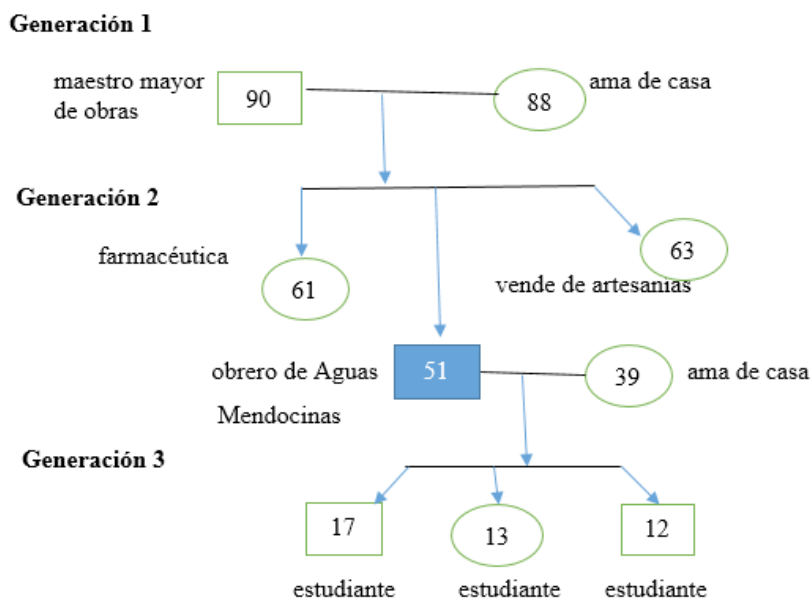 Generación 1
maestro mayor
de obras
90
88
ama de casa
Generación 2
farmacéutica
61
63
vende de artesanías
obrero de Aguas
Mendocinas
51
39
ama de casa
Generación 3
17
13
12
estudiante
estudiante
estudiante